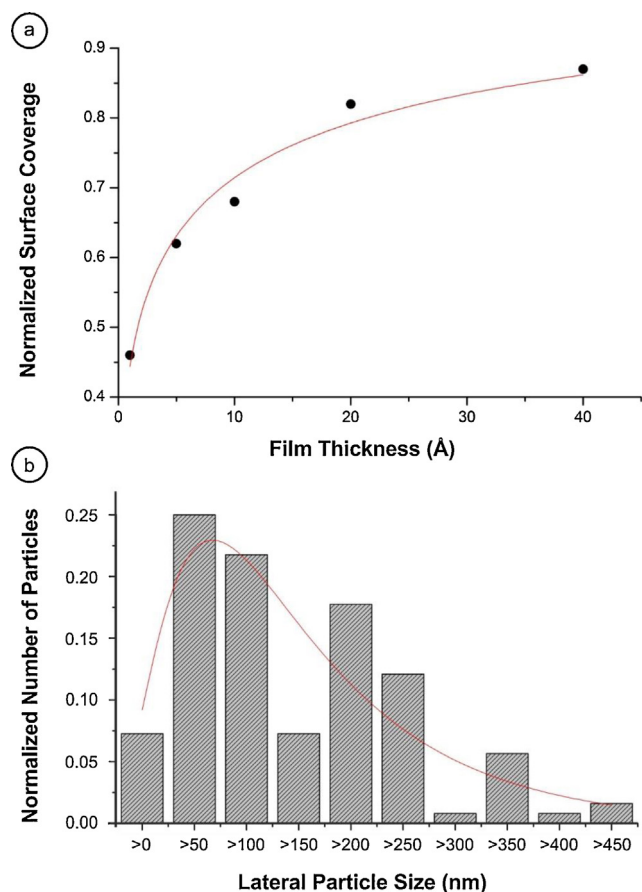 a
0.9
0.8
0.7
0.6
0.5
0.4
Normalized Surface Coverage
0 10 20 30 40
Film Thickness (Å)
b
0.25
0.20
0.15
0.10
0.05
0.00
Normalized Number of Particles
>0 >50 >100 >150 >200 >250 >300 >350 >400 >450
Lateral Particle Size (nm)